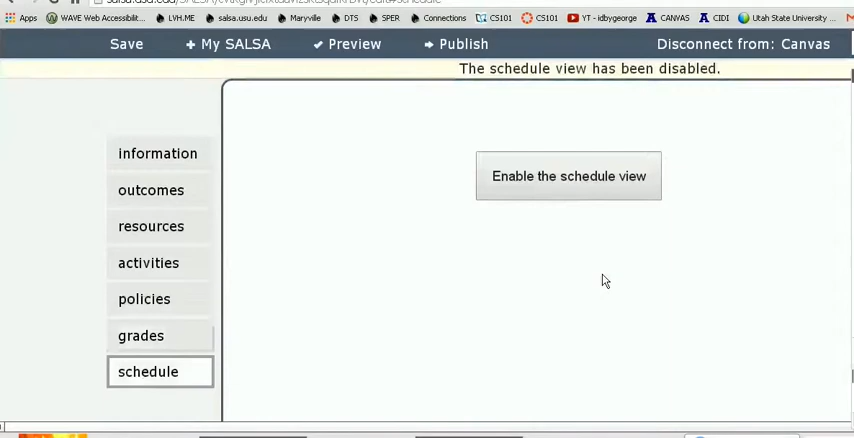 Apps WAVE Web Accessibilit... LVH.ME salsa.usu.edu Maryville DTS SPER Connections CS101 CS101 YT - idbygeorge CANVAS CIDI Utah State University ...
Save + My SALSA Preview Publish Disconnect from: Canvas
The schedule view has been disabled.
Enable the schedule view
information
outcomes
resources
activities
policies
grades
schedule